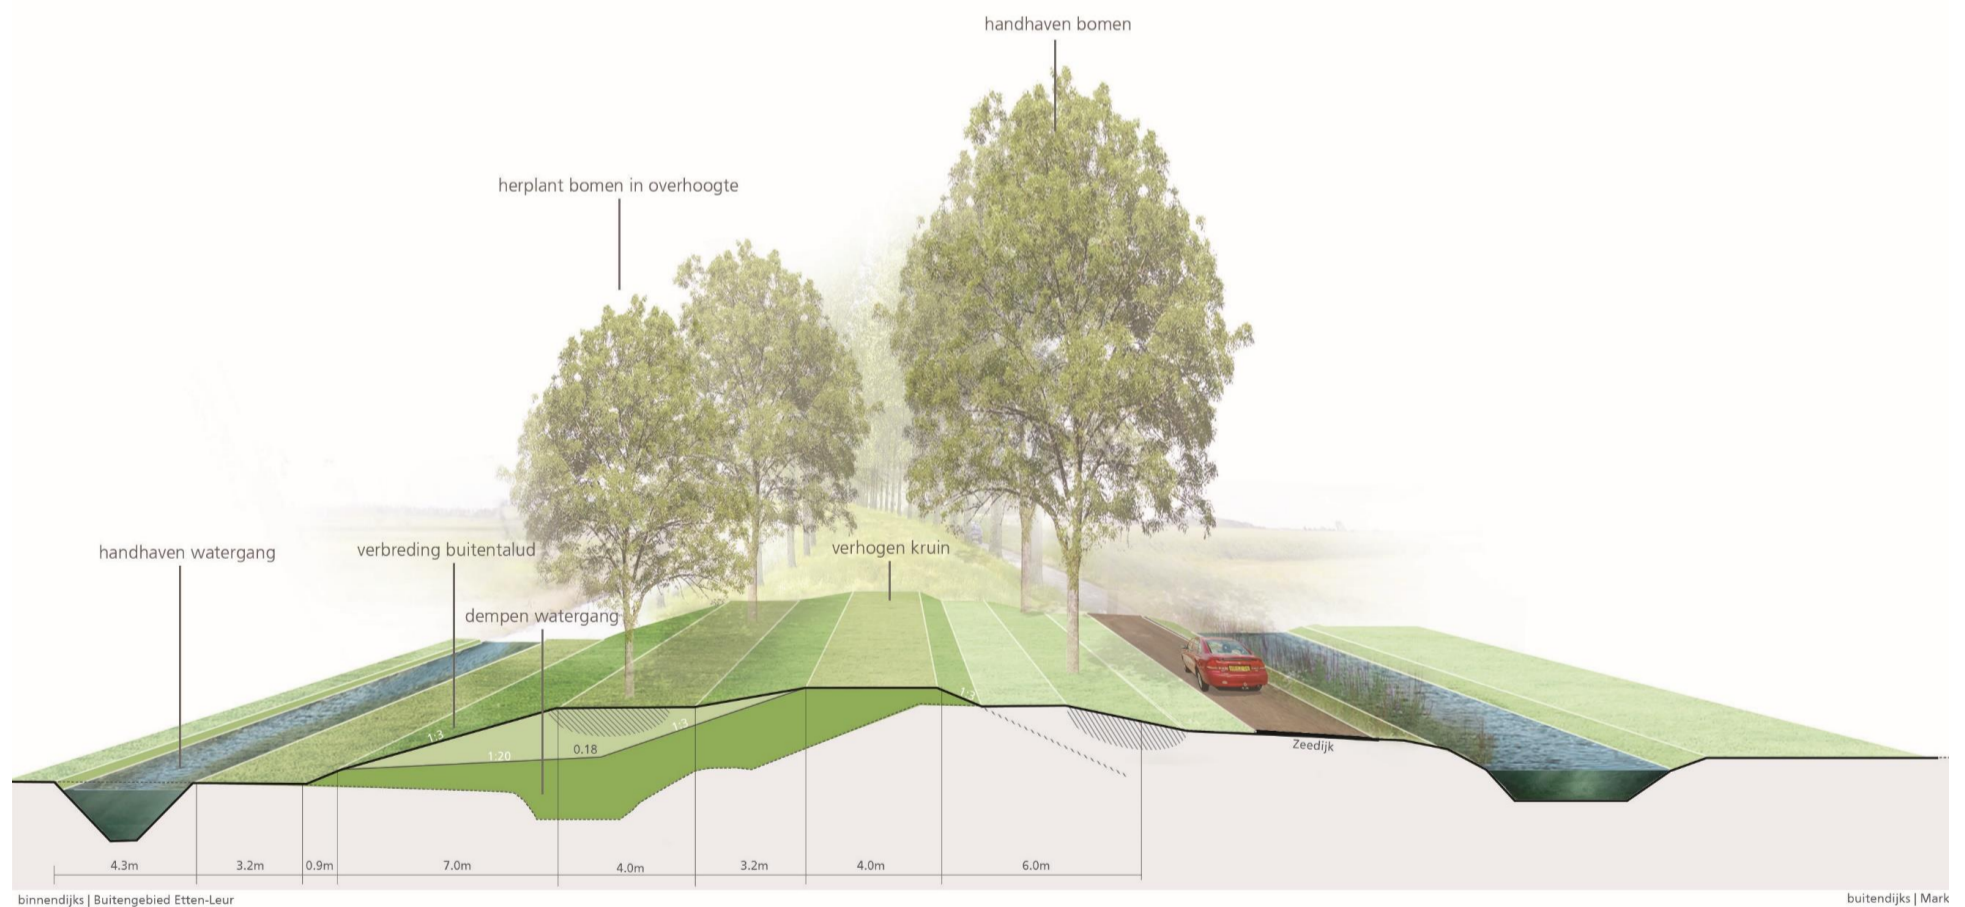 handhaven bomen
herplant bomen in overhoogte
handhaven watergang
verbreding buitentalud
verhogen kruin
dempen watergang
1:3
1:20
0.18
1:3
Zeedijk
4.3m
3.2m
0.9m
7.0m
4.0m
3.2m
4.0m
6.0m
binnendijks | Buitengebied Etten-Leur
buitendijks | Mark